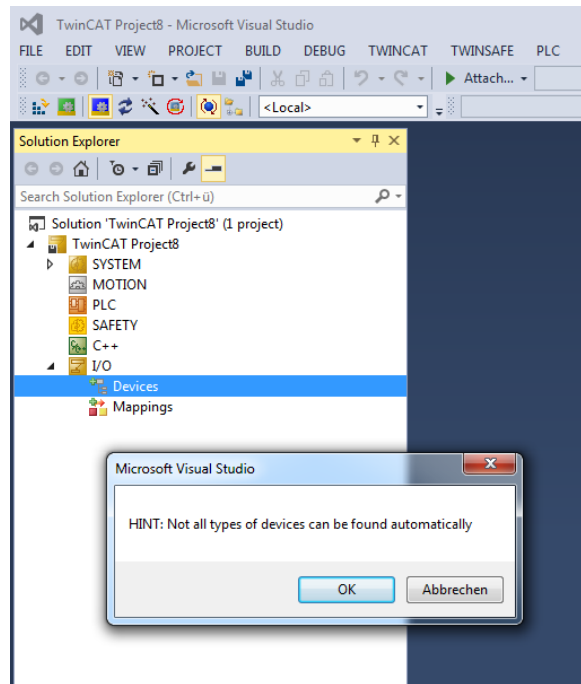 TwinCAT Project8 - Microsoft Visual Studio
FILE EDIT VIEW PROJECT BUILD DEBUG TWINCAT TWINSAFE PLC
Attach...
<Local>
Solution Explorer
Search Solution Explorer (Ctrl+ü)
Solution 'TwinCAT Project8' (1 project)
TwinCAT Project8
SYSTEM
MOTION
PLC
SAFETY
C++
I/O
Devices
Mappings
Microsoft Visual Studio
HINT: Not all types of devices can be found automatically
OK Abbrechen